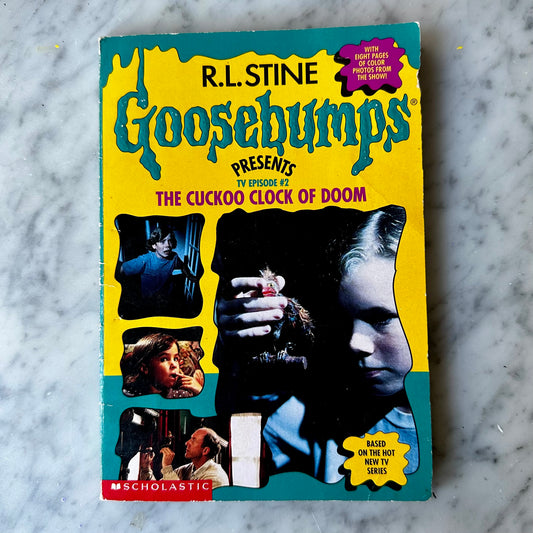 R.L. STINE
Goosebumps®
PRESENTS
TV EPISODE #2
THE CUCKOO CLOCK OF DOOM
WITH
EIGHT PAGES
OF COLOR
PHOTOS FROM
THE SHOW!
BASED
ON THE HOT
NEW TV
SERIES
SCHOLASTIC